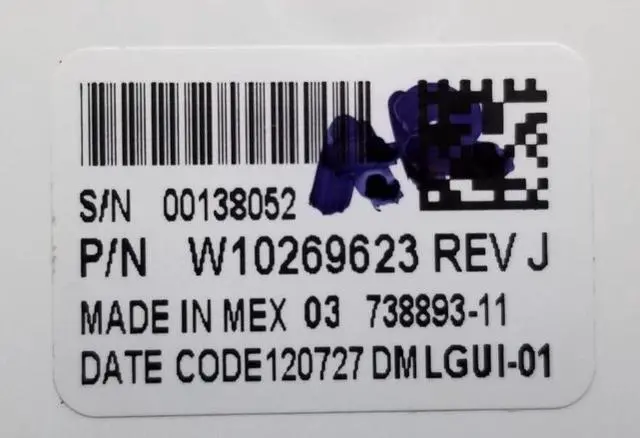 S/N 00138052
P/N W10269623 REV J
MADE IN MEX 03 738893-11
DATE CODE120727 DM LGUI-01